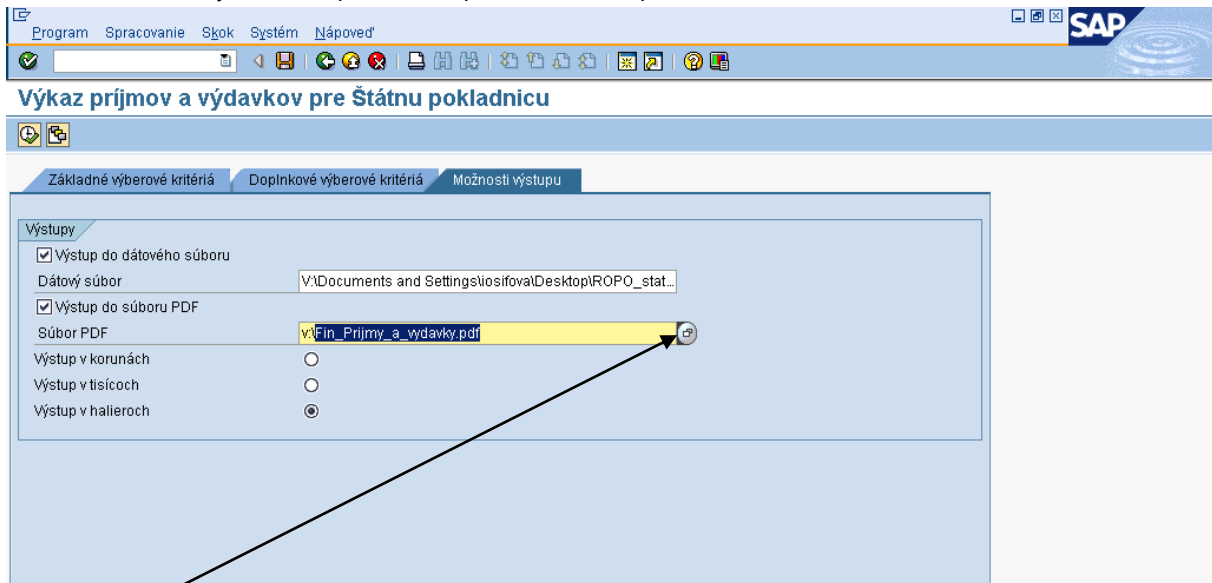 Program Spracovanie Skok Systém Nápoveď
SAP
Výkaz príjmov a výdavkov pre Štátnu pokladnicu
Základné výberové kritériá Doplnkové výberové kritériá Možnosti výstupu
Výstupy
Výstup do dátového súboru
Dátový súbor V:\Documents and Settings\iosifova\Desktop\ROPO_stat...
Výstup do súboru PDF
Súbor PDF v:\Fin_Prijmy_a_vydavky.pdf
Výstup v korunách
Výstup v tisícoch
Výstup v halieroch